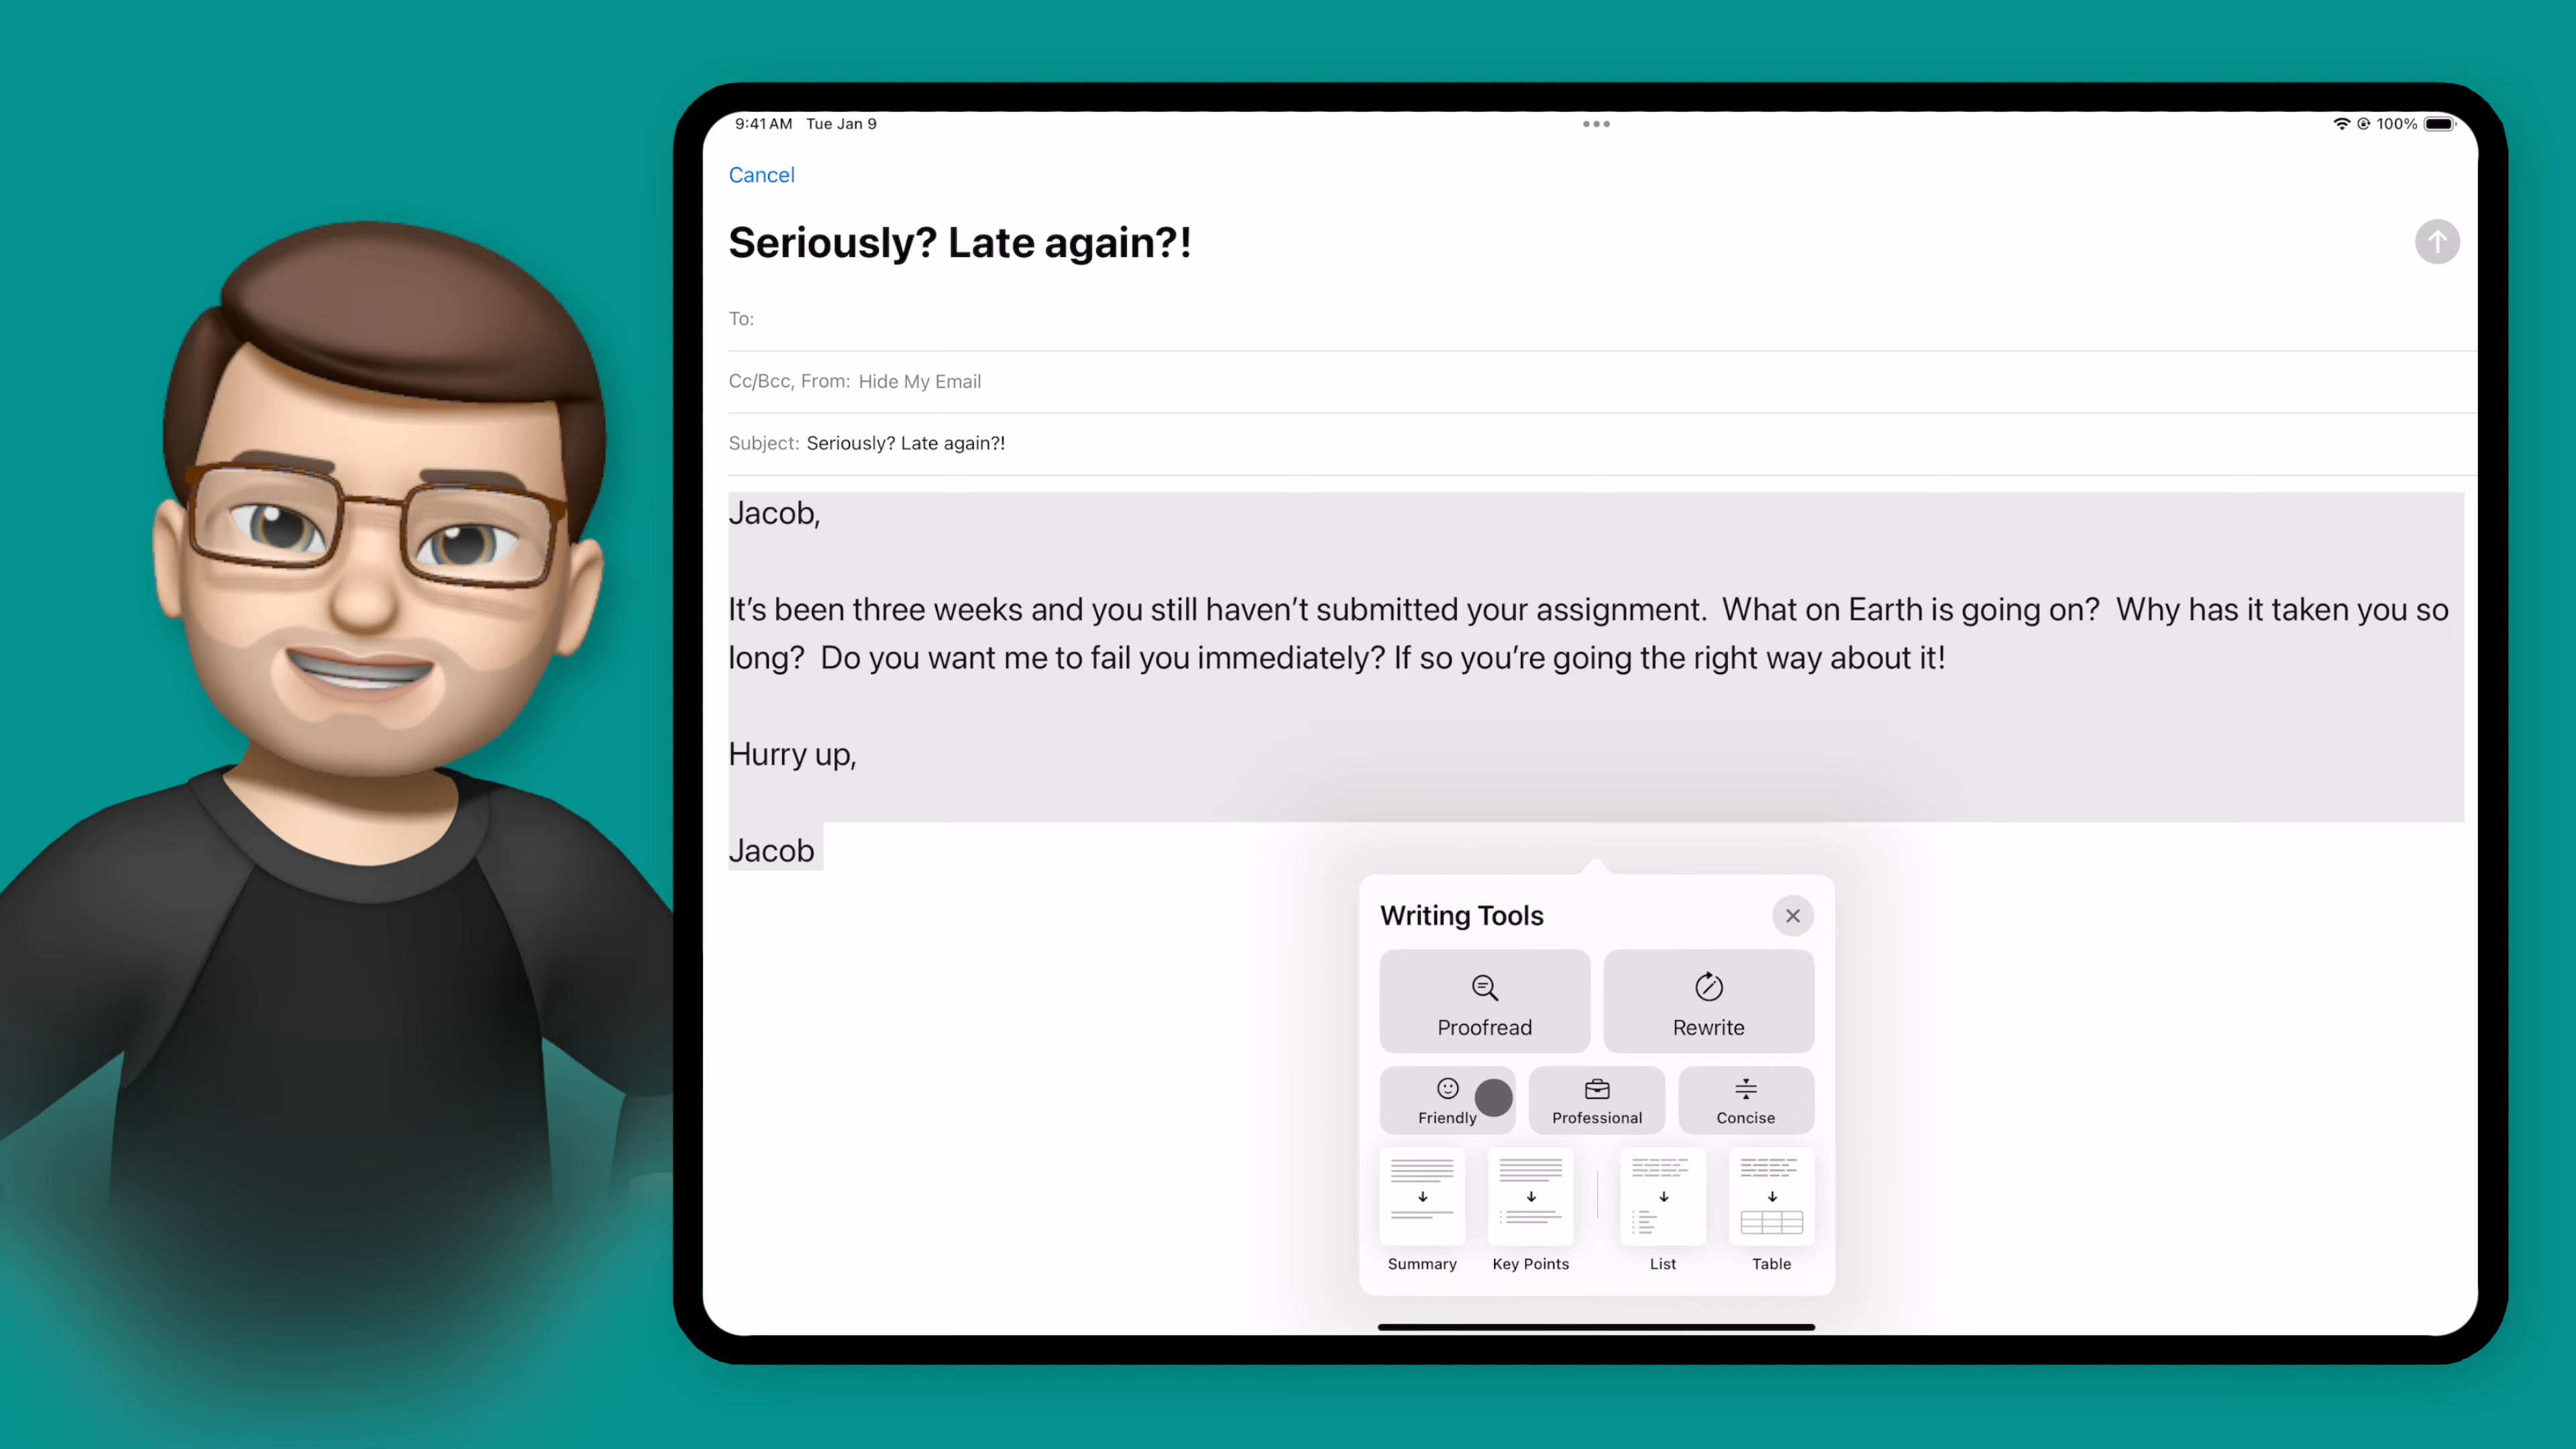 9:41 AM Tue Jan 9
100%
Cancel
Seriously? Late again?!
To:
Cc/Bcc, From: Hide My Email
Subject: Seriously? Late again?!
Jacob,
It’s been three weeks and you still haven’t submitted your assignment.  What on Earth is going on?  Why has it taken you so
long?  Do you want me to fail you immediately? If so you’re going the right way about it!
Hurry up,
Jacob
Writing Tools
Proofread Rewrite
Friendly Professional Concise
Summary Key Points List Table